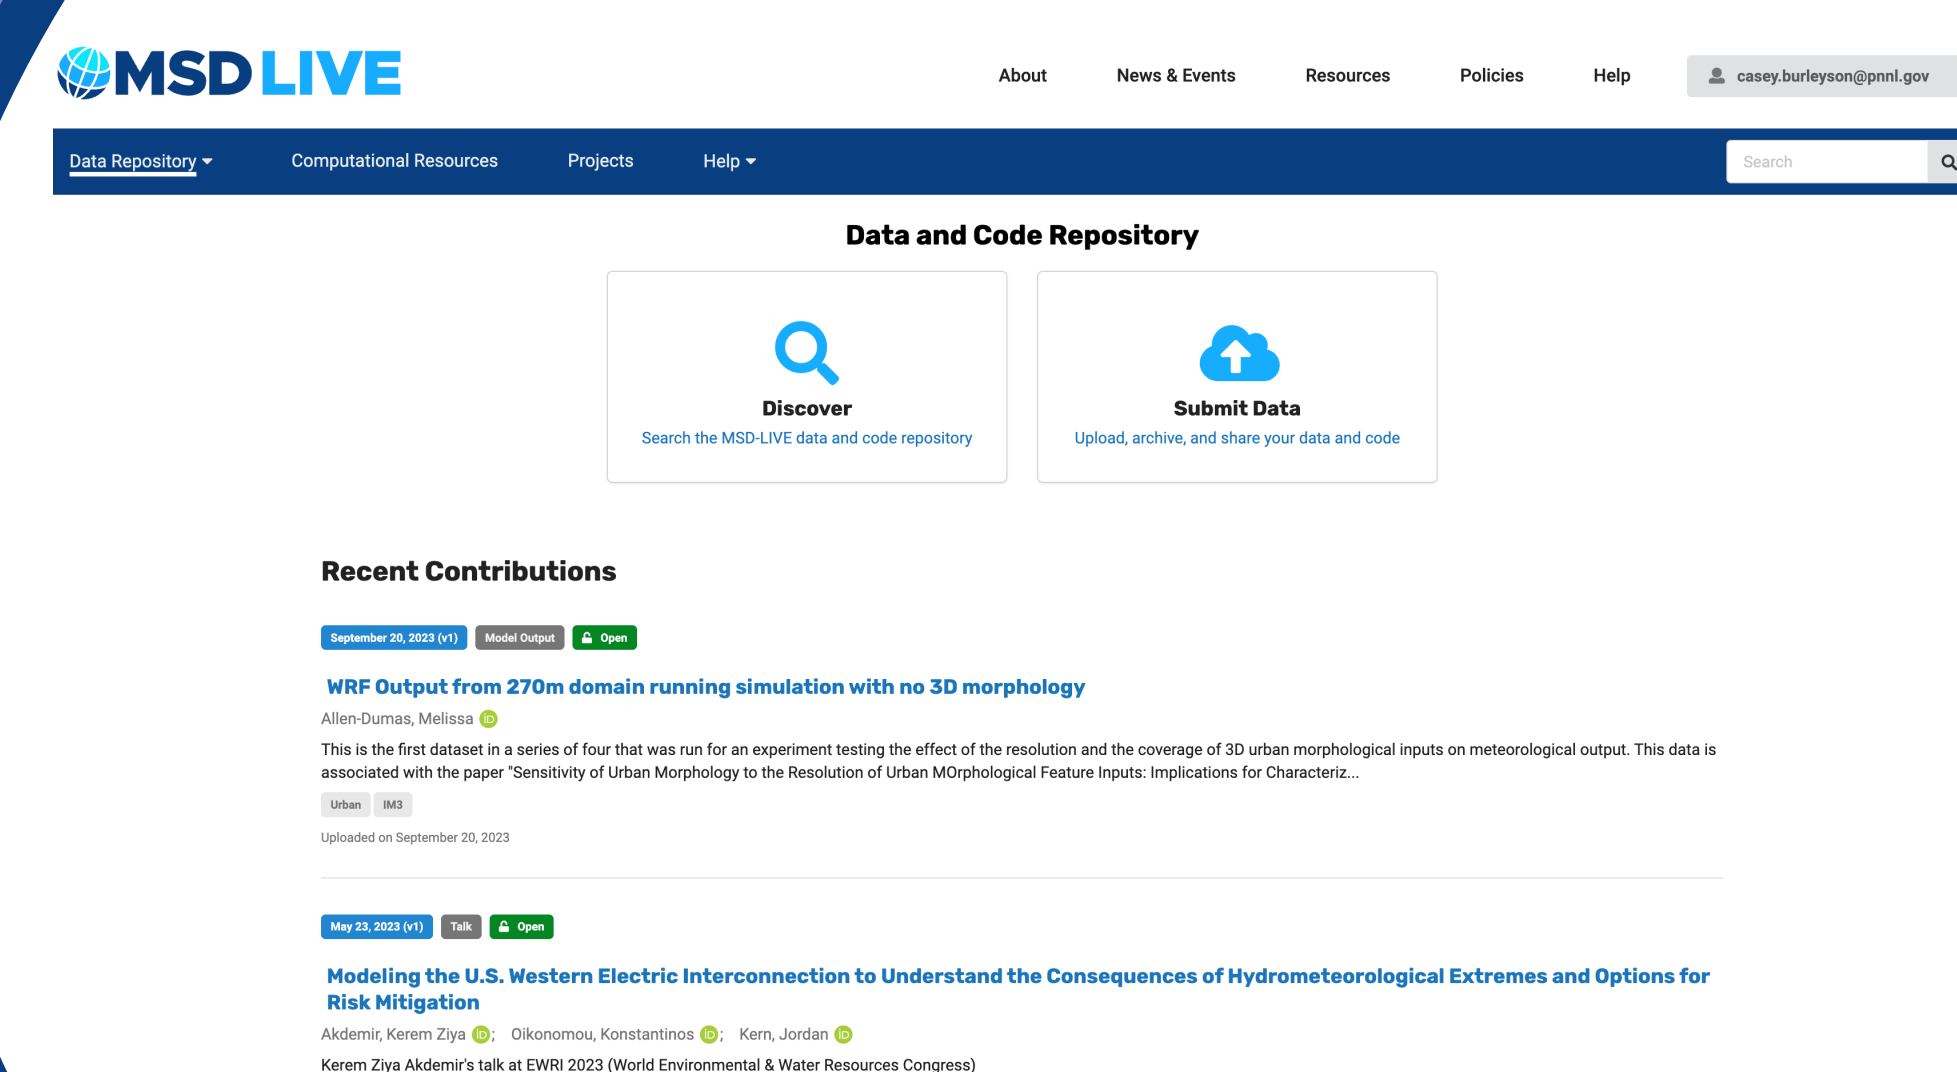 MSD LIVE
About News & Events Resources Policies Help casey.burleyson@pnnl.gov
Data Repository Computational Resources Projects Help Search
Data and Code Repository
Discover
Search the MSD-LIVE data and code repository
Submit Data
Upload, archive, and share your data and code
Recent Contributions
September 20, 2023 (v1) Model Output Open
WRF Output from 270m domain running simulation with no 3D morphology
Allen-Dumas, Melissa iD
This is the first dataset in a series of four that was run for an experiment testing the effect of the resolution and the coverage of 3D urban morphological inputs on meteorological output. This data is
associated with the paper "Sensitivity of Urban Morphology to the Resolution of Urban MOrphological Feature Inputs: Implications for Characteriz...
Urban IM3
Uploaded on September 20, 2023
May 23, 2023 (v1) Talk Open
Modeling the U.S. Western Electric Interconnection to Understand the Consequences of Hydrometeorological Extremes and Options for
Risk Mitigation
Akdemir, Kerem Ziya iD; Oikonomou, Konstantinos iD; Kern, Jordan iD
Kerem Ziya Akdemir's talk at EWRI 2023 (World Environmental & Water Resources Congress)